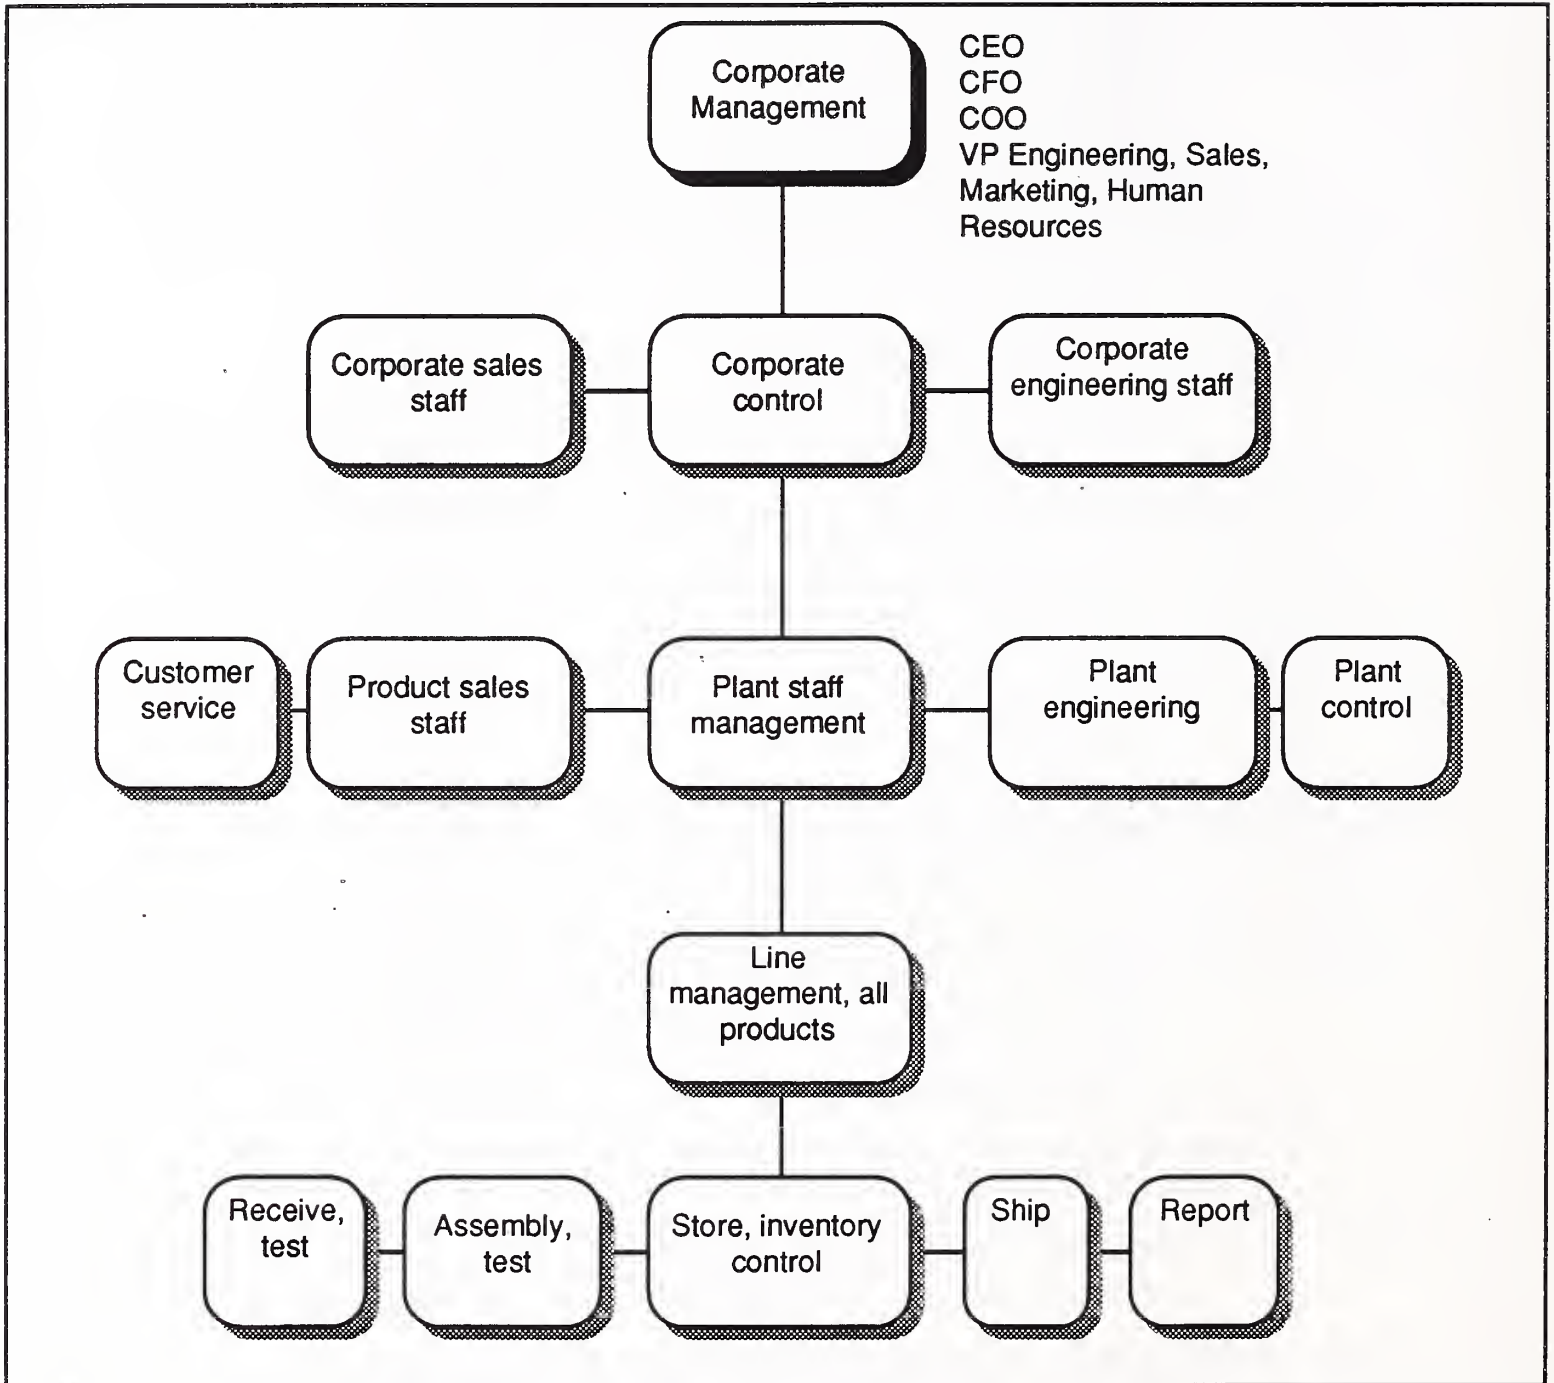 Corporate
Management
CEO
CFO
COO
VP Engineering, Sales,
Marketing, Human
Resources
Corporate sales
staff
Corporate
control
Corporate
engineering staff
Customer
service
Product sales
staff
Plant staff
management
Plant
engineering
Plant
control
Line
management, all
products
Receive,
test
Assembly,
test
Store, inventory
control
Ship
Report